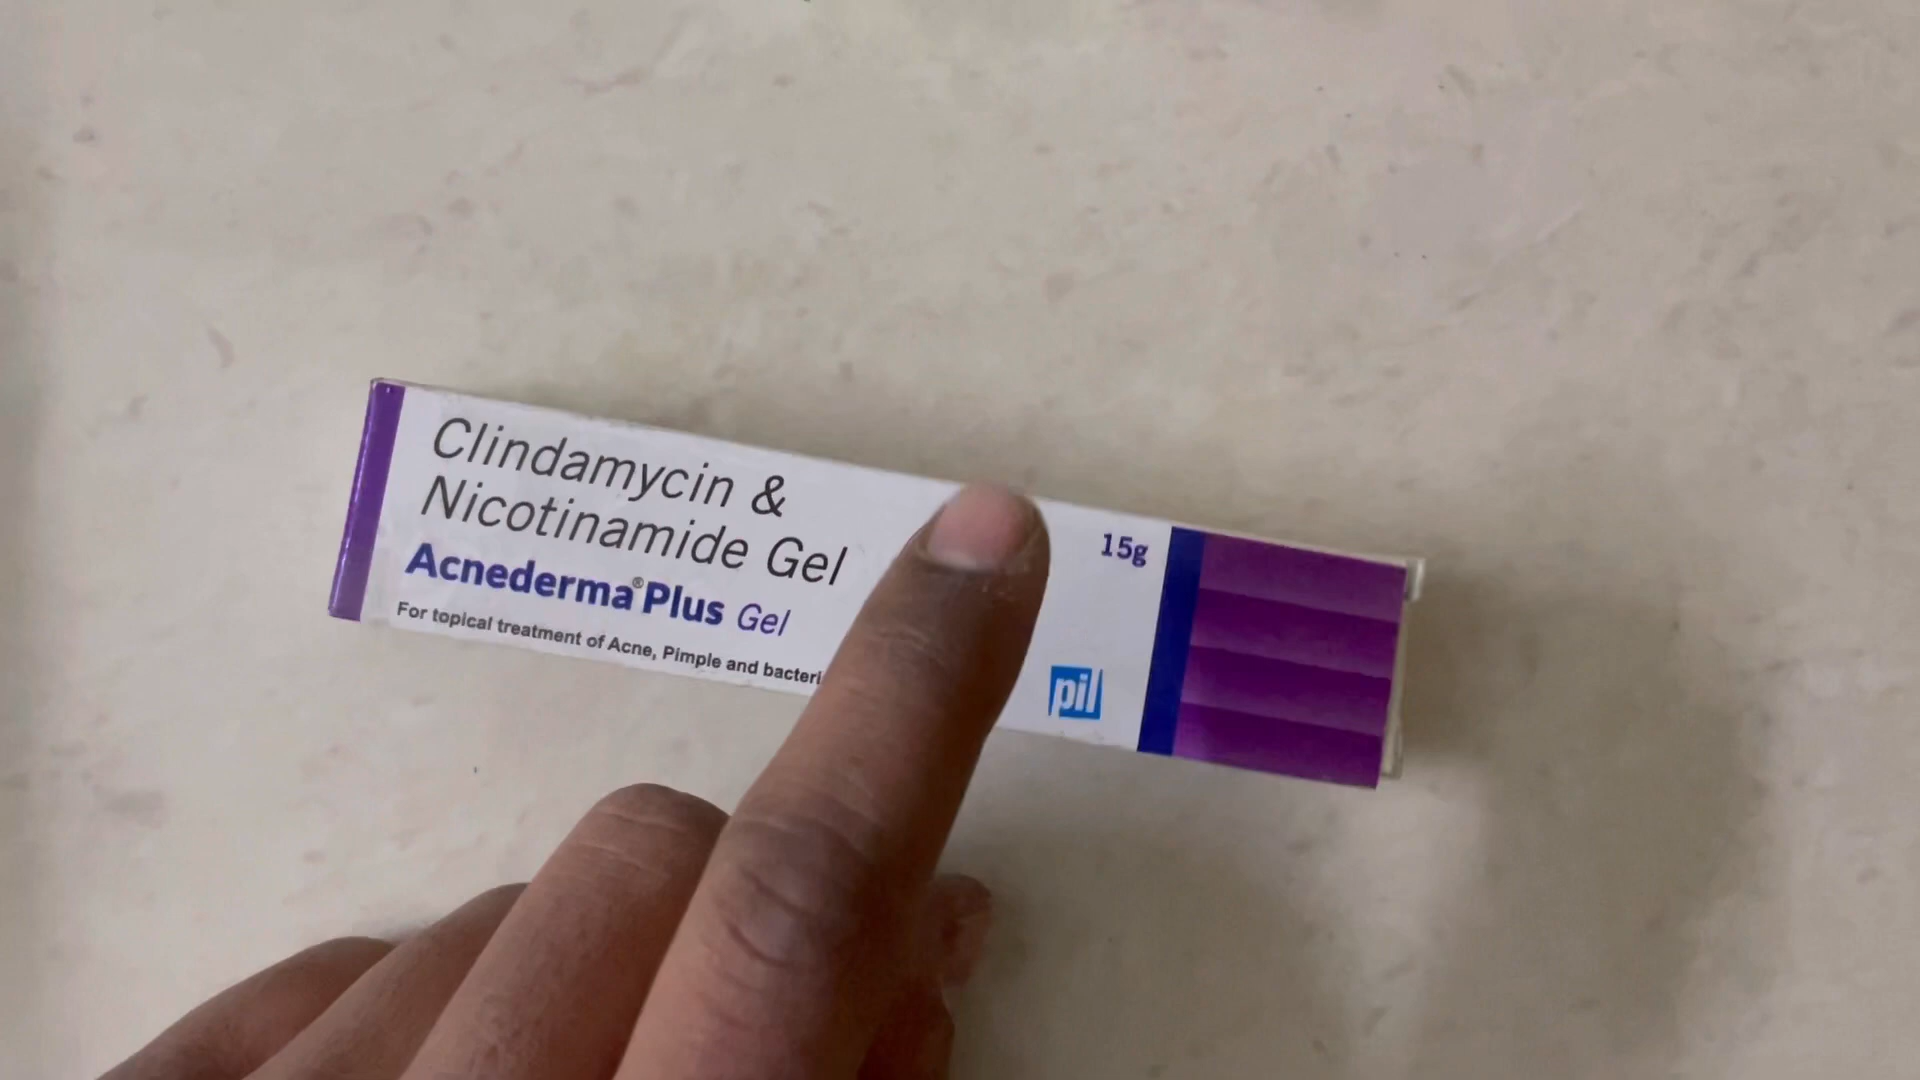 Clindamycin &
Nicotinamide Gel
Acnederma® Plus Gel
For topical treatment of Acne, Pimple and
15g
pil